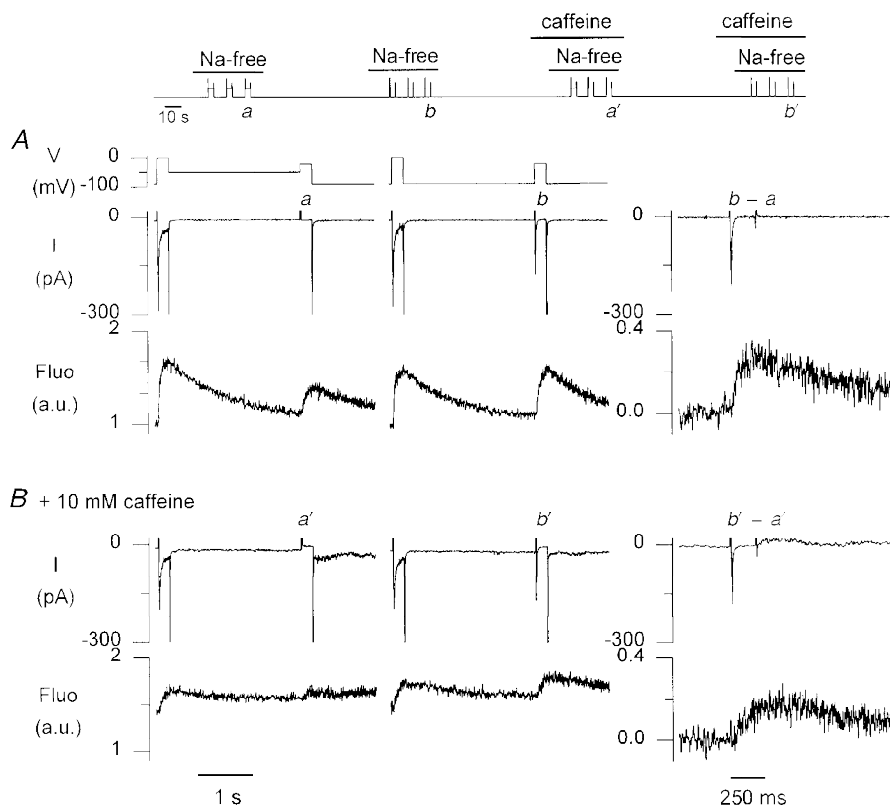 caffeine caffeine
Na-free Na-free Na-free Na-free
10 s a b a′ b′
A V 0
(mV) -100
a b b – a
0 0
I
(pA)
-300 -300
2 0.4
Fluo
(a.u.)
1 0.0
B + 10 mM caffeine
a′ b′ b′ – a′
0 0
I
(pA)
-300 -300
2 0.4
Fluo
(a.u.)
1 0.0
1 s 250 ms